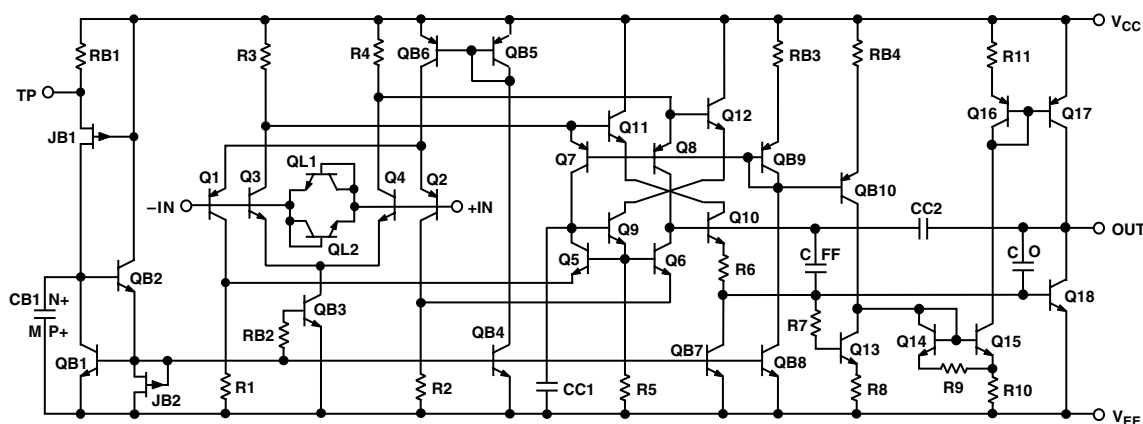 VCC
RB1
R3
R4
QB6
QB5
RB3
RB4
R11
TP
JB1
Q11
Q12
Q16
Q17
QL1
Q7
Q8
QB9
Q1
Q3
Q4
Q2
QB10
–IN
+IN
Q10
CC2
QL2
Q9
OUT
Q5
Q6
C FF
C O
QB2
R6
Q18
CB1 N+
QB3
R7
M P+
RB2
QB4
Q14
Q15
QB1
QB7
QB8
Q13
R9
JB2
R1
R2
CC1
R5
R8
R10
VEE